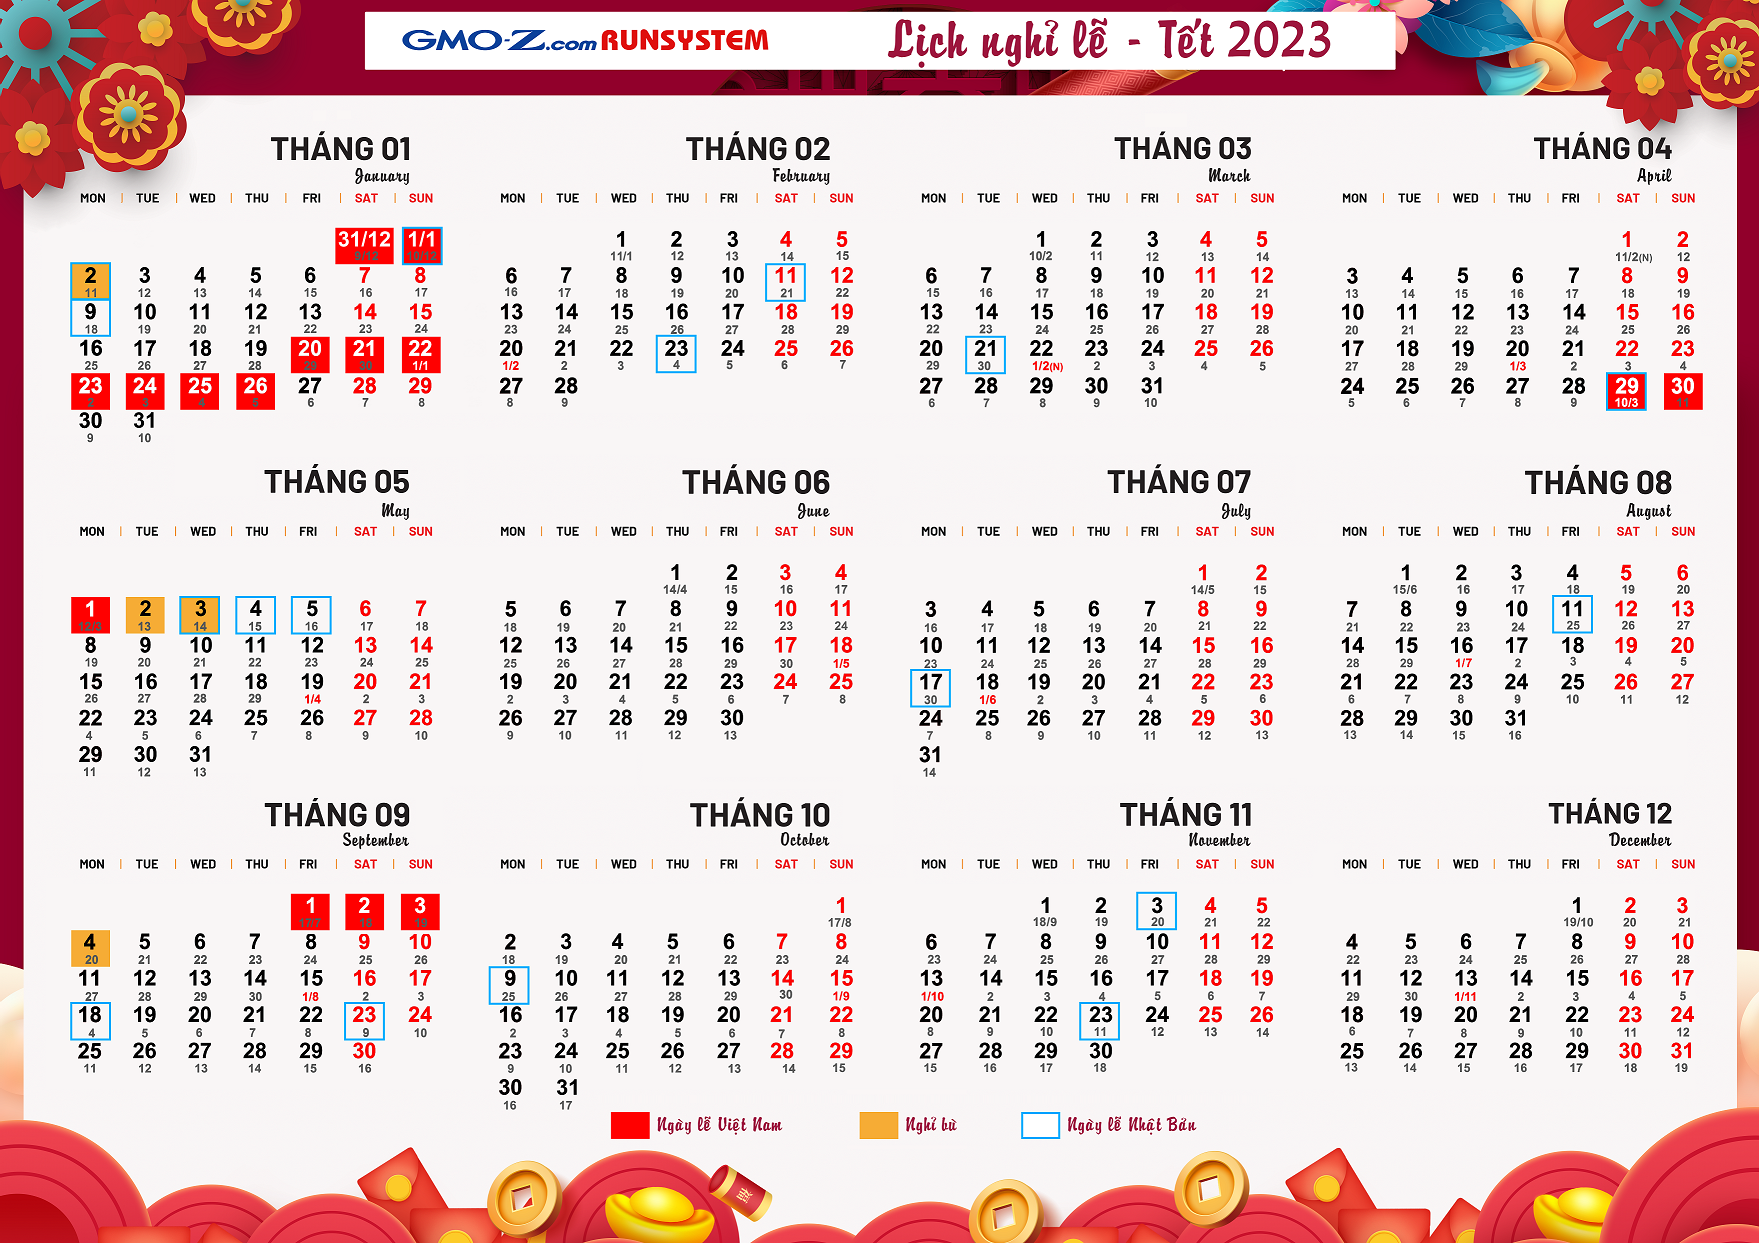 GMO-Z.com RUNSYSTEM
Lịch nghỉ lễ - Tết 2023
THÁNG 01
January
MON TUE WED THU FRI SAT SUN
31/12 1/1
9/12 10/12
2 3 4 5 6 7 8
11 12 13 14 15 16 17
9 10 11 12 13 14 15
18 19 20 21 22 23 24
16 17 18 19 20 21 22
25 26 27 28 29 30 1/1
23 24 25 26 27 28 29
2 3 4 5 6 7 8
30 31
9 10
THÁNG 02
February
MON TUE WED THU FRI SAT SUN
1 2 3 4 5
11/1 12 13 14 15
6 7 8 9 10 11 12
16 17 18 19 20 21 22
13 14 15 16 17 18 19
23 24 25 26 27 28 29
20 21 22 23 24 25 26
1/2 2 3 4 5 6 7
27 28
8 9
THÁNG 03
March
MON TUE WED THU FRI SAT SUN
1 2 3 4 5
10/2 11 12 13 14
6 7 8 9 10 11 12
15 16 17 18 19 20 21
13 14 15 16 17 18 19
22 23 24 25 26 27 28
20 21 22 23 24 25 26
29 30 1/2(N) 2 3 4 5
27 28 29 30 31
6 7 8 9 10
THÁNG 04
April
MON TUE WED THU FRI SAT SUN
1 2
11/2(N) 12
3 4 5 6 7 8 9
13 14 15 16 17 18 19
10 11 12 13 14 15 16
20 21 22 23 24 25 26
17 18 19 20 21 22 23
27 28 29 1/3 2 3 4
24 25 26 27 28 29 30
5 6 7 8 9 10/3 11
THÁNG 05
May
MON TUE WED THU FRI SAT SUN
1 2 3 4 5 6 7
12/3 13 14 15 16 17 18
8 9 10 11 12 13 14
19 20 21 22 23 24 25
15 16 17 18 19 20 21
26 27 28 29 1/4 2 3
22 23 24 25 26 27 28
4 5 6 7 8 9 10
29 30 31
11 12 13
THÁNG 06
June
MON TUE WED THU FRI SAT SUN
1 2 3 4
14/4 15 16 17
5 6 7 8 9 10 11
18 19 20 21 22 23 24
12 13 14 15 16 17 18
25 26 27 28 29 30 1/5
19 20 21 22 23 24 25
2 3 4 5 6 7 8
26 27 28 29 30
9 10 11 12 13
THÁNG 07
July
MON TUE WED THU FRI SAT SUN
1 2
14/5 15
3 4 5 6 7 8 9
16 17 18 19 20 21 22
10 11 12 13 14 15 16
23 24 25 26 27 28 29
17 18 19 20 21 22 23
30 1/6 2 3 4 5 6
24 25 26 27 28 29 30
7 8 9 10 11 12 13
31
14
THÁNG 08
August
MON TUE WED THU FRI SAT SUN
1 2 3 4 5 6
15/6 16 17 18 19 20
7 8 9 10 11 12 13
21 22 23 24 25 26 27
14 15 16 17 18 19 20
28 29 1/7 2 3 4 5
21 22 23 24 25 26 27
6 7 8 9 10 11 12
28 29 30 31
13 14 15 16
THÁNG 09
September
MON TUE WED THU FRI SAT SUN
1 2 3
17/7 18 19
4 5 6 7 8 9 10
20 21 22 23 24 25 26
11 12 13 14 15 16 17
27 28 29 30 1/8 2 3
18 19 20 21 22 23 24
4 5 6 7 8 9 10
25 26 27 28 29 30
11 12 13 14 15 16
THÁNG 10
October
MON TUE WED THU FRI SAT SUN
1
17/8
2 3 4 5 6 7 8
18 19 20 21 22 23 24
9 10 11 12 13 14 15
25 26 27 28 29 30 1/9
16 17 18 19 20 21 22
2 3 4 5 6 7 8
23 24 25 26 27 28 29
9 10 11 12 13 14 15
30 31
16 17
THÁNG 11
November
MON TUE WED THU FRI SAT SUN
1 2 3 4 5
18/9 19 20 21 22
6 7 8 9 10 11 12
23 24 25 26 27 28 29
13 14 15 16 17 18 19
1/10 2 3 4 5 6 7
20 21 22 23 24 25 26
8 9 10 11 12 13 14
27 28 29 30
15 16 17 18
THÁNG 12
December
MON TUE WED THU FRI SAT SUN
1 2 3
19/10 20 21
4 5 6 7 8 9 10
22 23 24 25 26 27 28
11 12 13 14 15 16 17
29 30 1/11 2 3 4 5
18 19 20 21 22 23 24
6 7 8 9 10 11 12
25 26 27 28 29 30 31
13 14 15 16 17 18 19
Ngày lễ Việt Nam
Nghỉ bù
Ngày lễ Nhật Bản